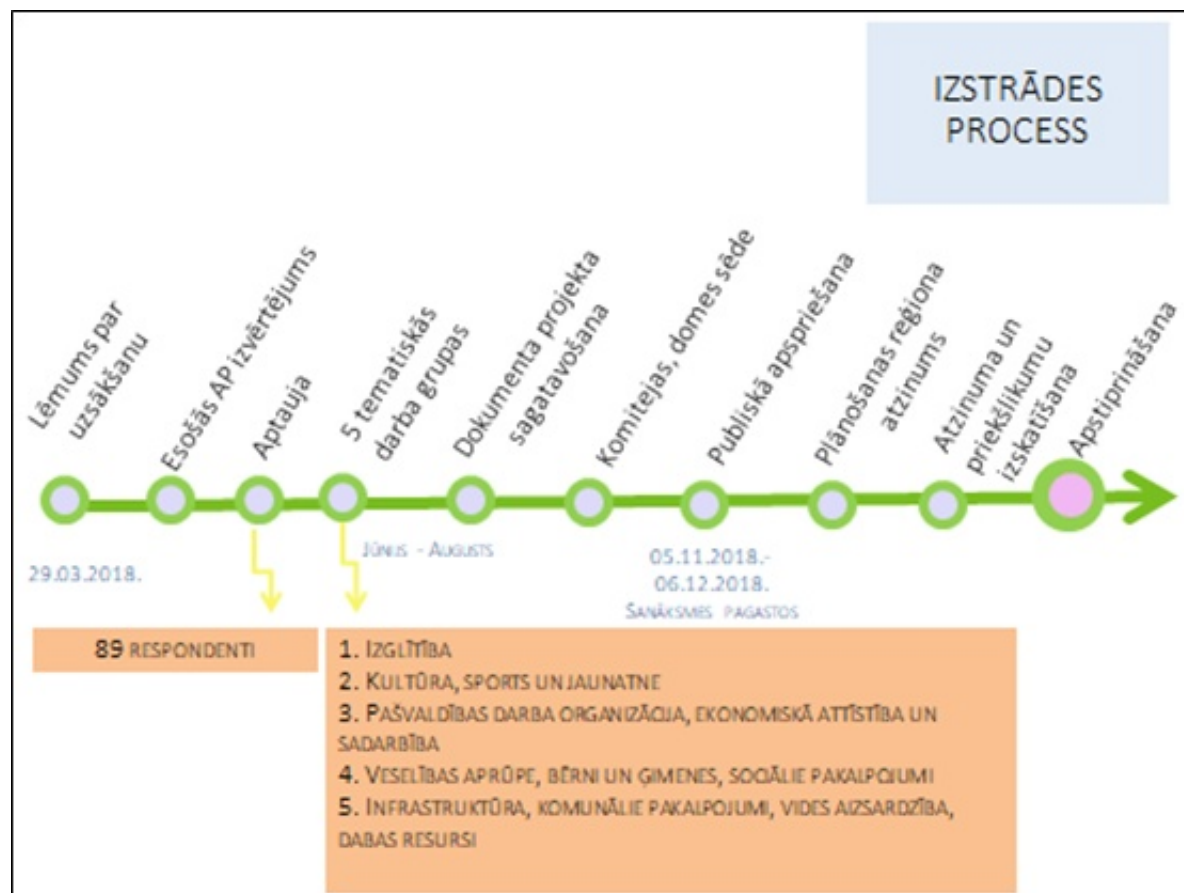 IZSTRĀDES
PROCESS
Lēmums par
uzsākšanu
Esošās AP izvērtējums
Aptauja
5 tematiskās
darba grupas
Dokumenta projekta
sagatavošana
Komitejas, domes sēde
Publiskā apspriešana
Plānošanas reģiona
atzinums
Atzinuma un
priekšlikumu
izskatīšana
Apstiprināšana
29.03.2018.
JŪNIJS - AUGUSTS
05.11.2018.-
06.12.2018.
SANĀKSMES PAGASTOS
89 RESPONDENTI
1. IZGLĪTĪBA
2. KULTŪRA, SPORTS UN JAUNATNE
3. PAŠVALDĪBAS DARBA ORGANIZĀCIJA, EKONOMISKĀ ATTĪSTĪBA UN
SADARBĪBA
4. VESELĪBAS APRŪPE, BĒRNI UN ĢIMENES, SOCIĀLIE PAKALPOJUMI
5. INFRASTRUKTŪRA, KOMUNĀLIE PAKALPOJUMI, VIDES AIZSARDZĪBA,
DABAS RESURSI